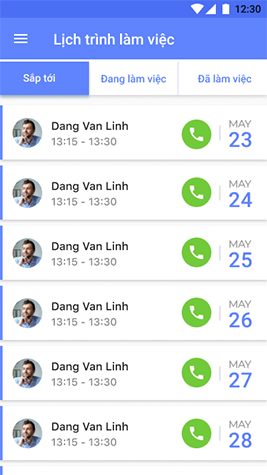 12:30
Lịch trình làm việc
Sắp tới Đang làm việc Đã làm việc
Dang Van Linh
13:15 - 13:30
MAY
23
Dang Van Linh
13:15 - 13:30
MAY
24
Dang Van Linh
13:15 - 13:30
MAY
25
Dang Van Linh
13:15 - 13:30
MAY
26
Dang Van Linh
13:15 - 13:30
MAY
27
Dang Van Linh
13:15 - 13:30
MAY
28